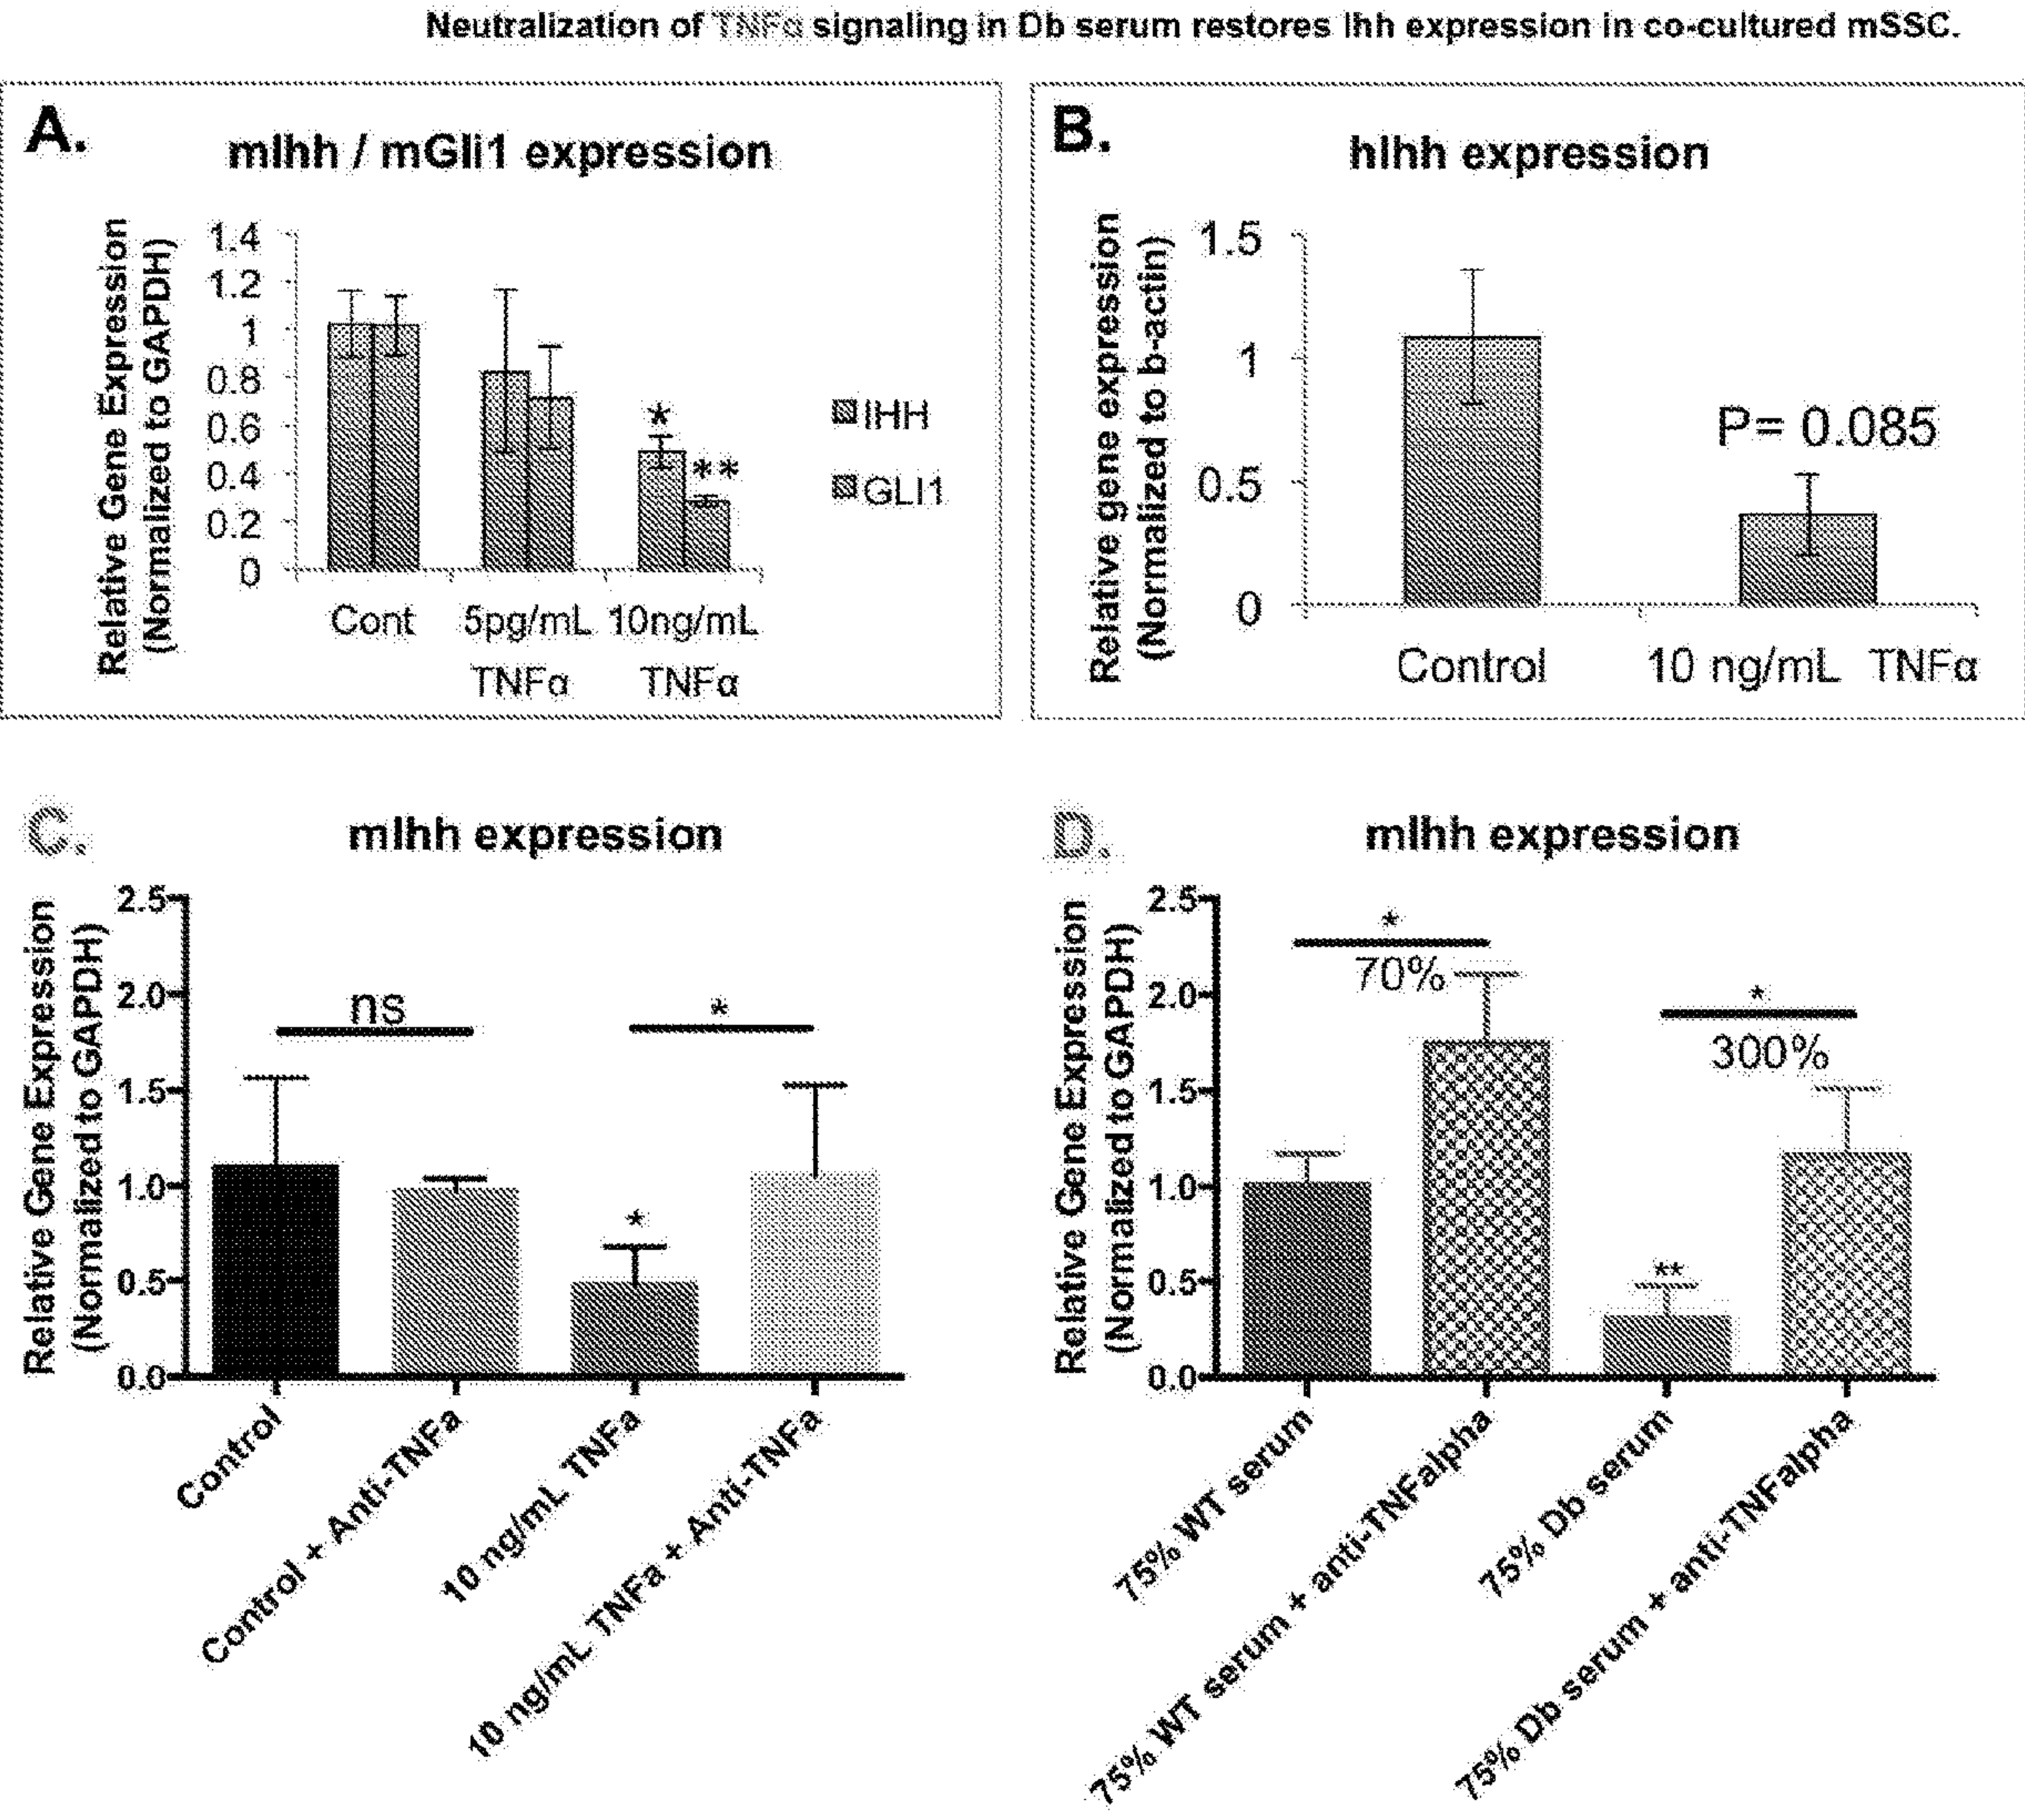 Neutralization of TNFα signaling in Db serum restores Ihh expression in co-cultured mSSC.
A.
mIhh / mGli1 expression
Relative Gene Expression
(Normalized to GAPDH)
1.4
1.2
1
0.8
0.6
0.4
0.2
0
*
**
IHH
GLI1
Cont
5pg/mL
10ng/mL
TNFα
TNFα
B.
hIhh expression
Relative gene expression
(Normalized to b-actin)
1.5
1
0.5
0
P= 0.085
Control
10 ng/mL TNFα
C.
mIhh expression
Relative Gene Expression
(Normalized to GAPDH)
2.5
2.0
1.5
1.0
0.5
0.0
ns
*
*
Control
Control + Anti-TNFa
10 ng/mL TNFa
10 ng/mL TNFa + Anti-TNFa
D.
mIhh expression
Relative Gene Expression
(Normalized to GAPDH)
2.5
2.0
1.5
1.0
0.5
0.0
*
70%
*
300%
**
75% WT serum
75% WT serum + anti-TNFalpha
75% Db serum
75% Db serum + anti-TNFalpha